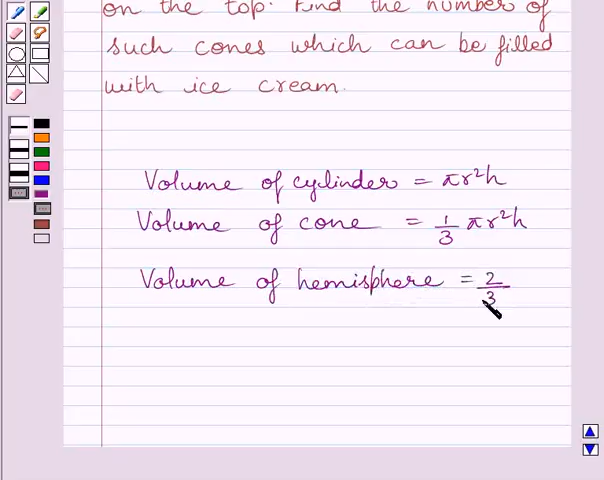 on the top. Find the number of
such cones which can be filled
with ice cream.
Volume of cylinder = πr²h
Volume of cone = 1/3 πr²h
Volume of hemisphere = 2/3